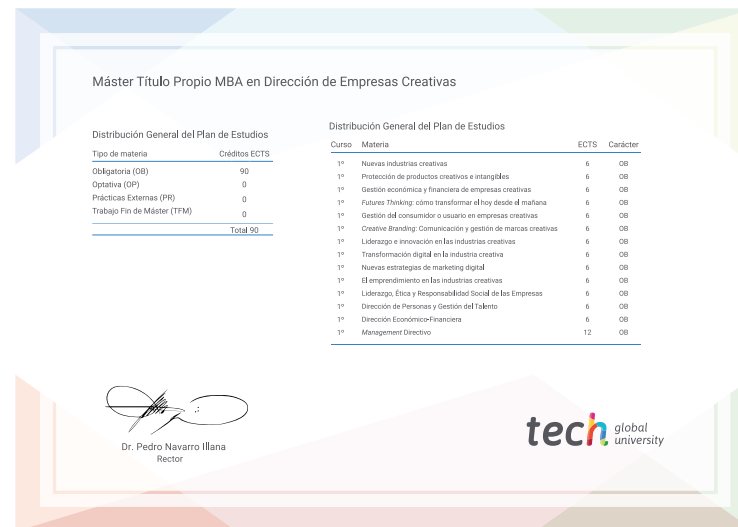 Máster Título Propio MBA en Dirección de Empresas Creativas
Distribución General del Plan de Estudios
Tipo de materia Créditos ECTS
Obligatoria (OB) 90
Optativa (OP) 0
Prácticas Externas (PR) 0
Trabajo Fin de Máster (TFM) 0
Total 90
Distribución General del Plan de Estudios
Curso Materia ECTS Carácter
1º Nuevas industrias creativas 6 OB
1º Protección de productos creativos e intangibles 6 OB
1º Gestión económica y financiera de empresas creativas 6 OB
1º Futures Thinking: cómo transformar el hoy desde el mañana 6 OB
1º Gestión del consumidor o usuario en empresas creativas 6 OB
1º Creative Branding: Comunicación y gestión de marcas creativas 6 OB
1º Liderazgo e innovación en las industrias creativas 6 OB
1º Transformación digital en la industria creativa 6 OB
1º Nuevas estrategias de marketing digital 6 OB
1º El emprendimiento en las industrias creativas 6 OB
1º Liderazgo, Ética y Responsabilidad Social de las Empresas 6 OB
1º Dirección de Personas y Gestión del Talento 6 OB
1º Dirección Económico-Financiera 6 OB
1º Management Directivo 12 OB
Dr. Pedro Navarro Illana
Rector
tech global
university